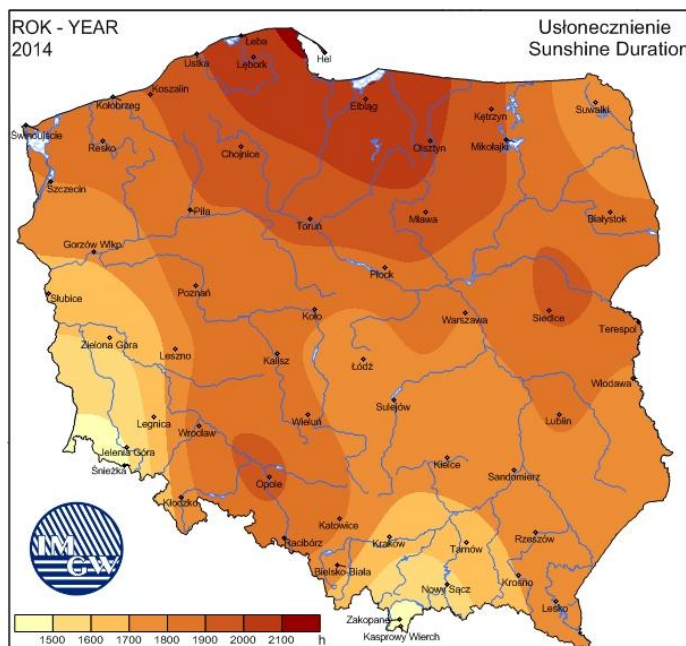 ROK - YEAR
2014
Usłonecznienie
Sunshine Duration
Łeba
Hel
Ustka
Lębork
Koszalin
Kołobrzeg
Elbląg
Kętrzyn
Suwałki
Świnoujście
Resko
Chojnice
Olsztyn
Mikołajki
Szczecin
Piła
Toruń
Mława
Białystok
Gorzów Wlkp
Płock
Słubice
Poznań
Koło
Warszawa
Siedlce
Terespol
Zielona Góra
Leszno
Kalisz
Łódź
Włodawa
Sulejów
Legnica
Wrocław
Wieluń
Lublin
Jelenia Góra
Śnieżka
Opole
Kielce
Sandomierz
Kłodzko
Katowice
Racibórz
Kraków
Tarnów
Rzeszów
Bielsko-Biała
Nowy Sącz
Krosno
Lesko
Zakopane
Kasprowy Wierch
IM
GW
1500 1600 1700 1800 1900 2000 2100 h